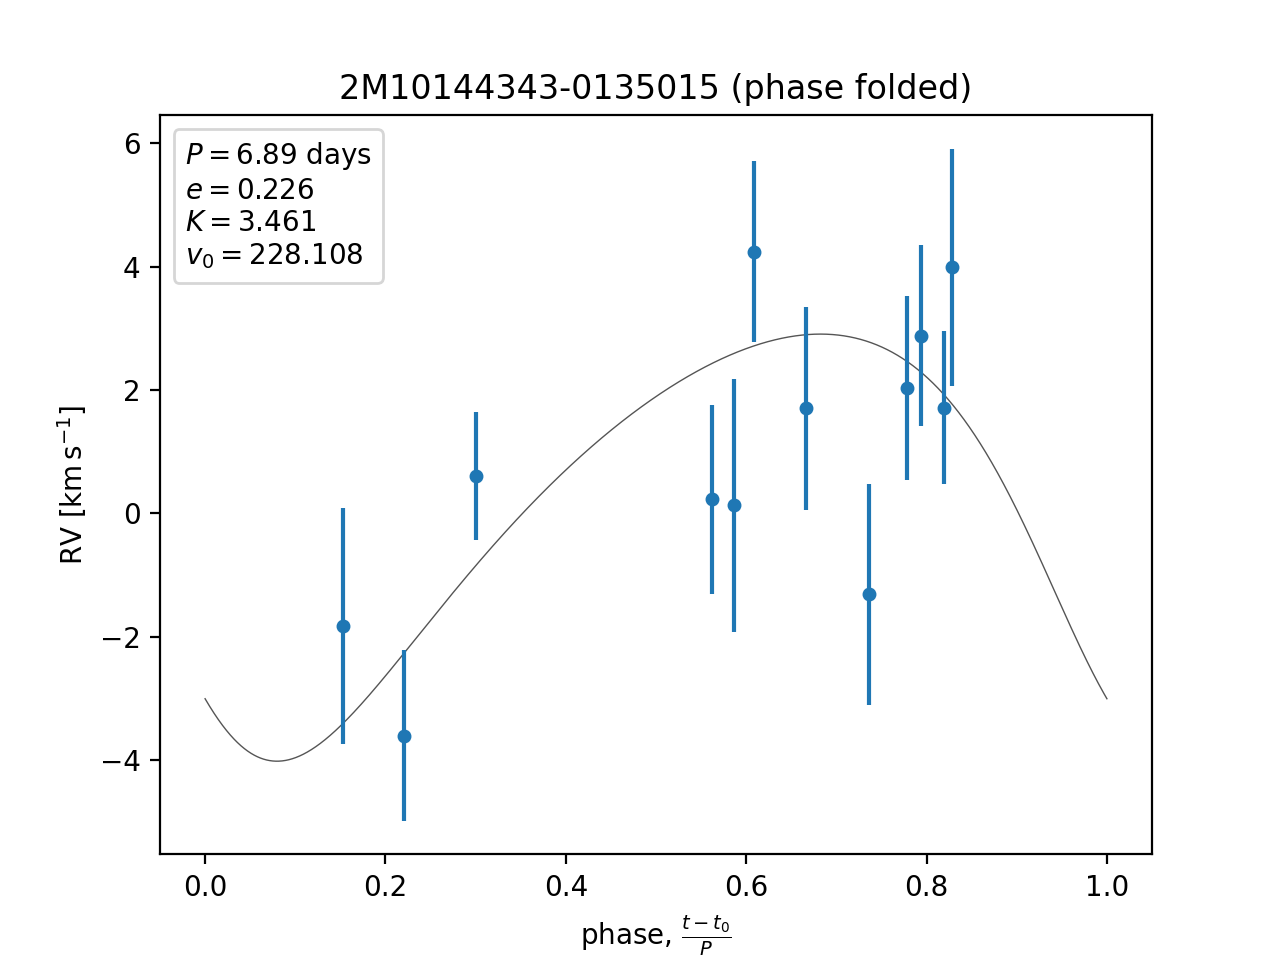 2M10144343-0135015 (phase folded)
P = 6.89 days
e = 0.226
K = 3.461
v₀ = 228.108
6
4
2
0
−2
−4
RV [km s⁻¹]
0.0 0.2 0.4 0.6 0.8 1.0
phase, (t − t₀)/P